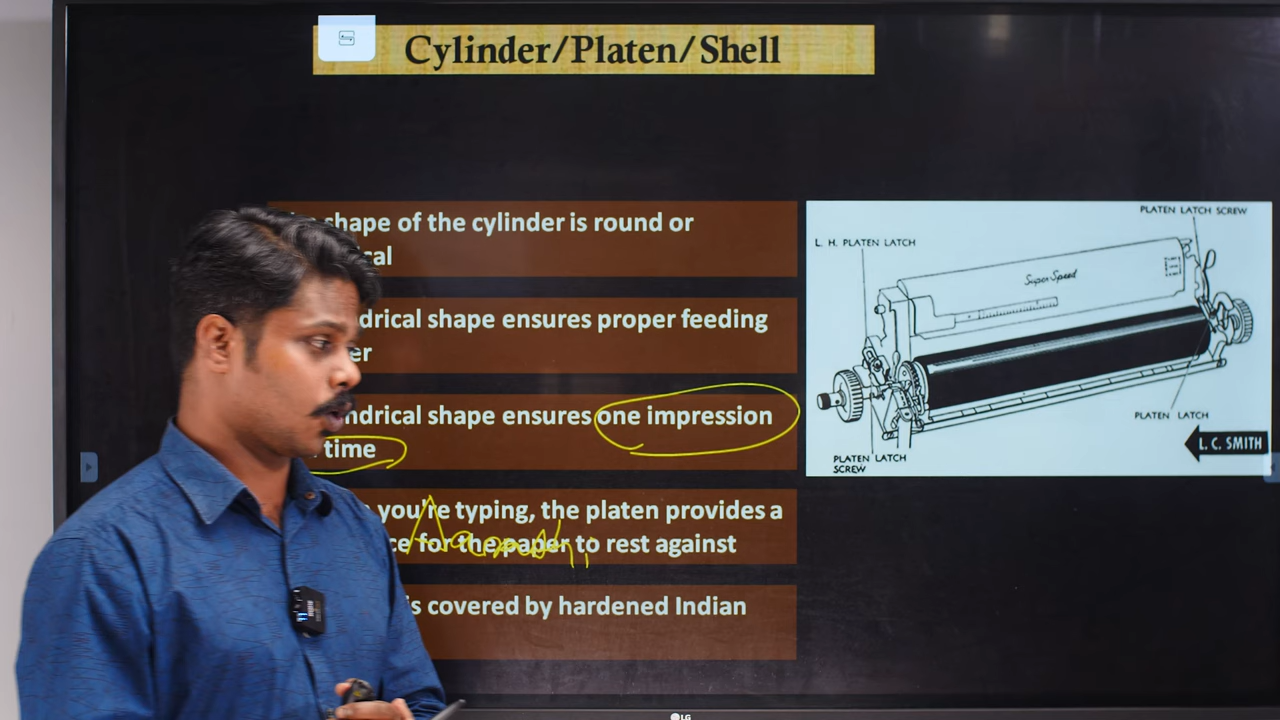 Cylinder/Platen/Shell
shape of the cylinder is round or
cal
drical shape ensures proper feeding
er
ndrical shape ensures one impression
time
you're typing, the platen provides a
ce for the paper to rest against
is covered by hardened Indian
PLATEN LATCH SCREW
L. H. PLATEN LATCH
Super-Speed
PLATEN LATCH
L. C. SMITH
PLATEN LATCH
SCREW
LG